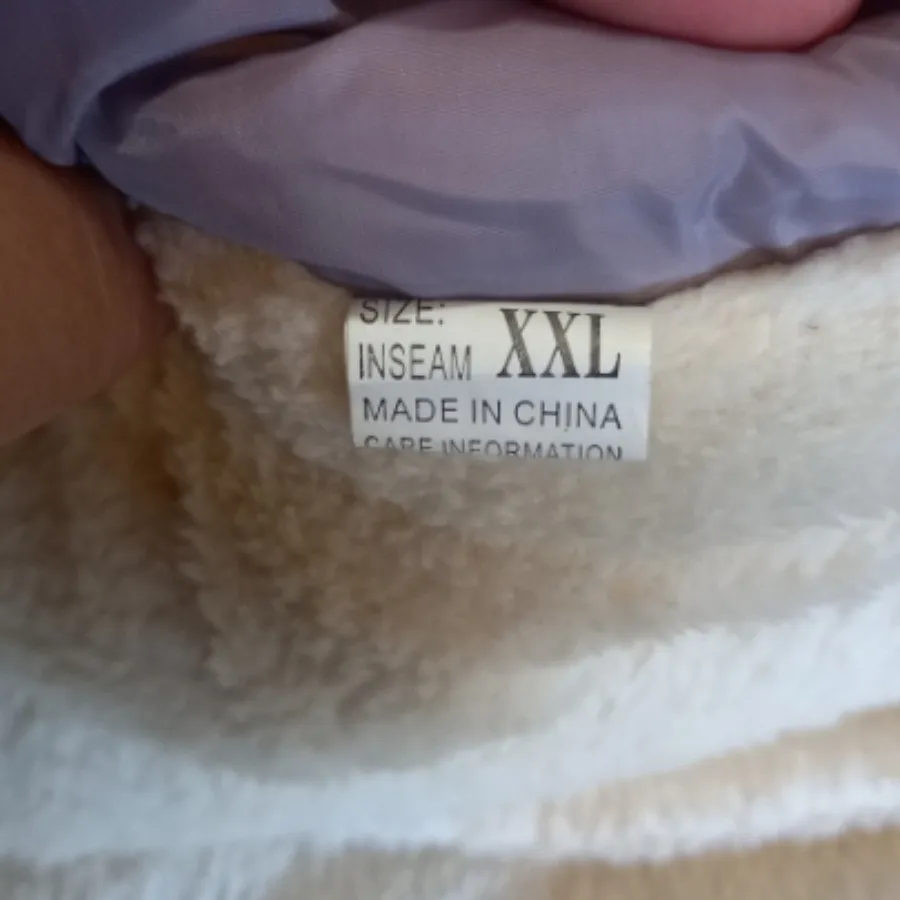 SIZE:
INSEAM XXL
MADE IN CHINA
CARE INFORMATION